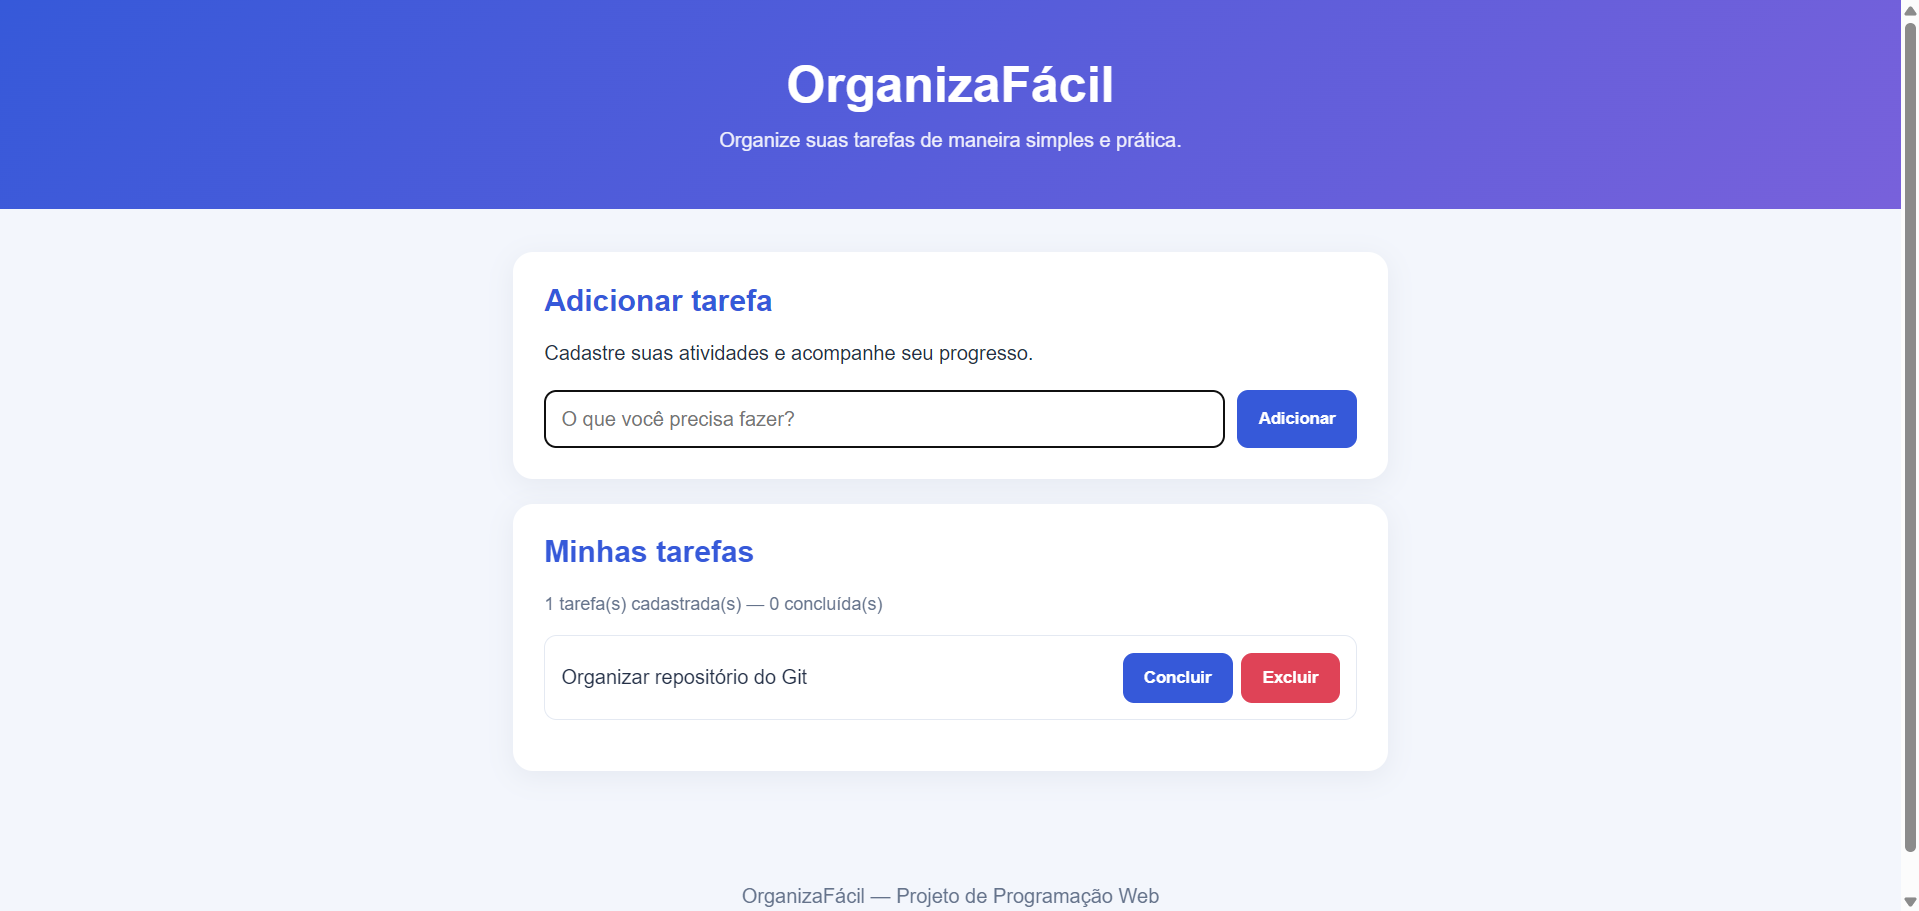 OrganizaFácil
Organize suas tarefas de maneira simples e prática.
Adicionar tarefa
Cadastre suas atividades e acompanhe seu progresso.
O que você precisa fazer?
Adicionar
Minhas tarefas
1 tarefa(s) cadastrada(s) — 0 concluída(s)
Organizar repositório do Git
Concluir
Excluir
OrganizaFácil — Projeto de Programação Web